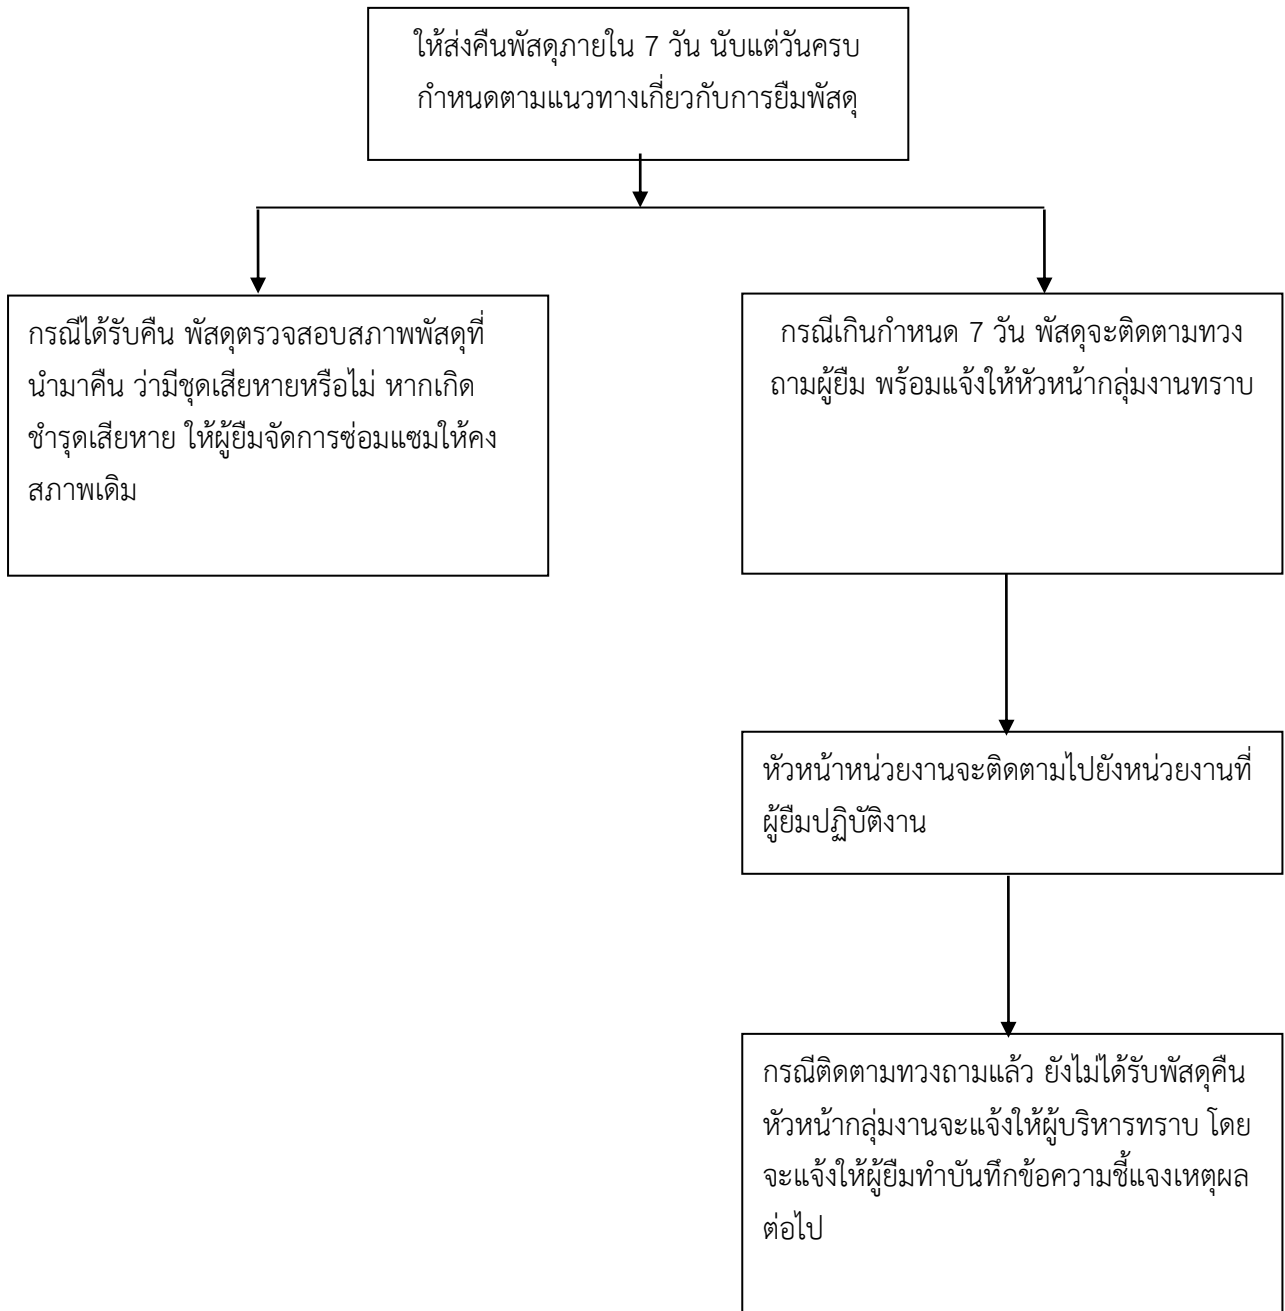 ให้ส่งคืนพัสดุภายใน 7 วัน นับแต่วันครบ
กำหนดตามแนวทางเกี่ยวกับการยืมพัสดุ
กรณีได้รับคืน พัสดุตรวจสอบสภาพพัสดุที่
นำมาคืน ว่ามีชุดเสียหายหรือไม่ หากเกิด
ชำรุดเสียหาย ให้ผู้ยืมจัดการซ่อมแซมให้คง
สภาพเดิม
กรณีเกินกำหนด 7 วัน พัสดุจะติดตามทวง
ถามผู้ยืม พร้อมแจ้งให้หัวหน้ากลุ่มงานทราบ
หัวหน้าหน่วยงานจะติดตามไปยังหน่วยงานที่
ผู้ยืมปฏิบัติงาน
กรณีติดตามทวงถามแล้ว ยังไม่ได้รับพัสดุคืน
หัวหน้ากลุ่มงานจะแจ้งให้ผู้บริหารทราบ โดย
จะแจ้งให้ผู้ยืมทำบันทึกข้อความชี้แจงเหตุผล
ต่อไป